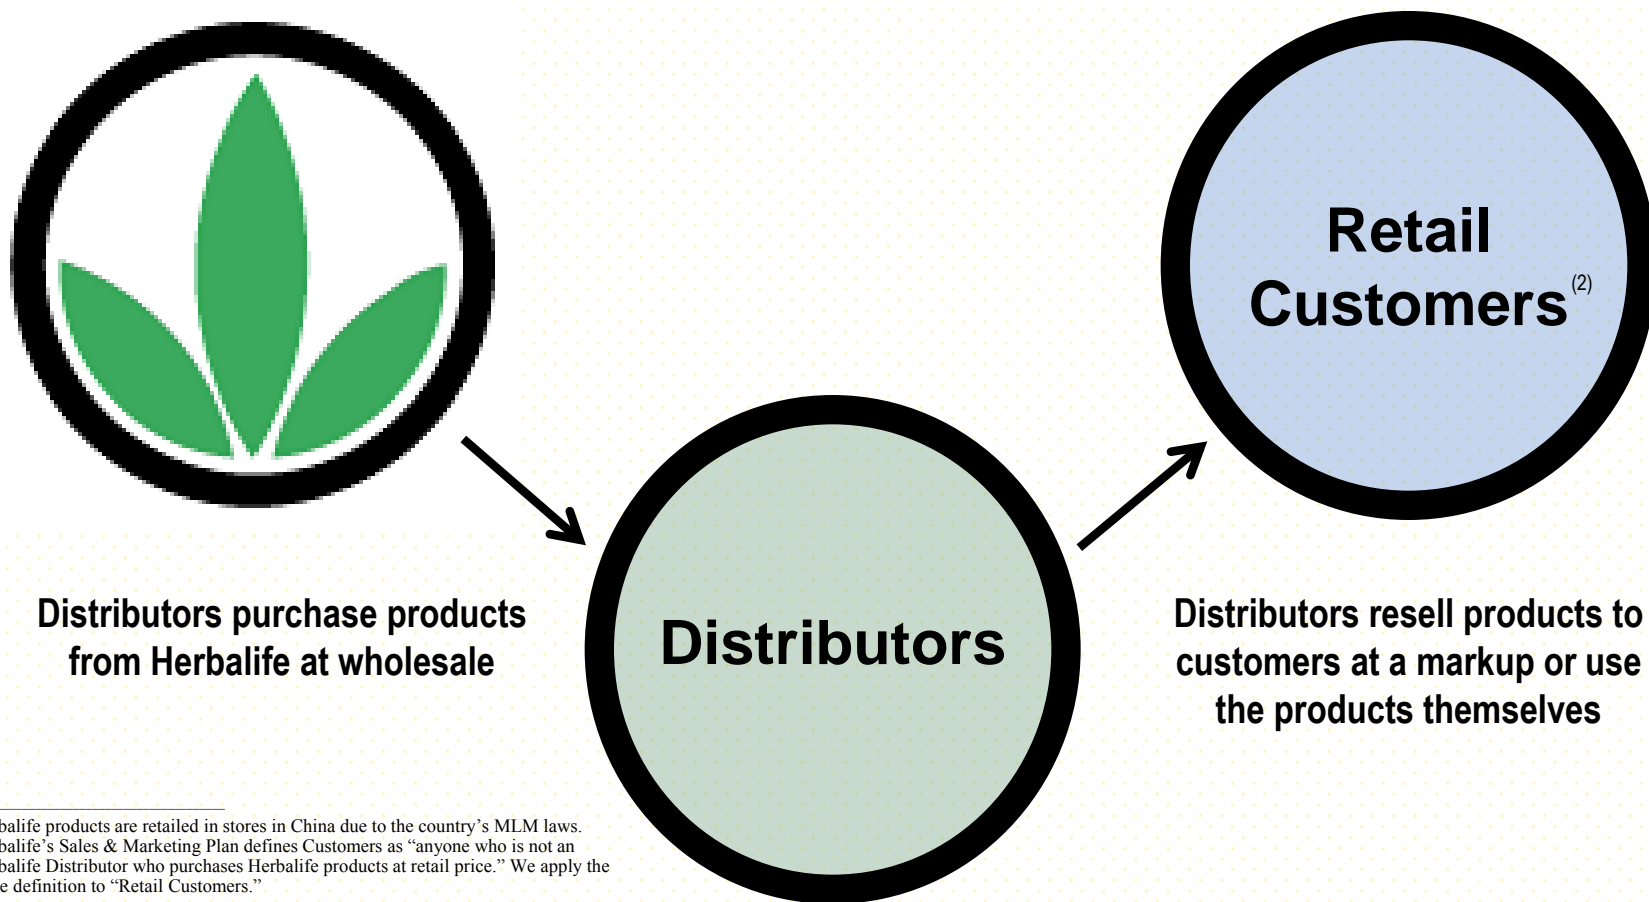 Retail
Customers (2)
Distributors
Distributors purchase products
from Herbalife at wholesale
Distributors resell products to
customers at a markup or use
the products themselves
balife products are retailed in stores in China due to the country’s MLM laws.
balife’s Sales & Marketing Plan defines Customers as “anyone who is not an
balife Distributor who purchases Herbalife products at retail price.” We apply the
e definition to “Retail Customers.”